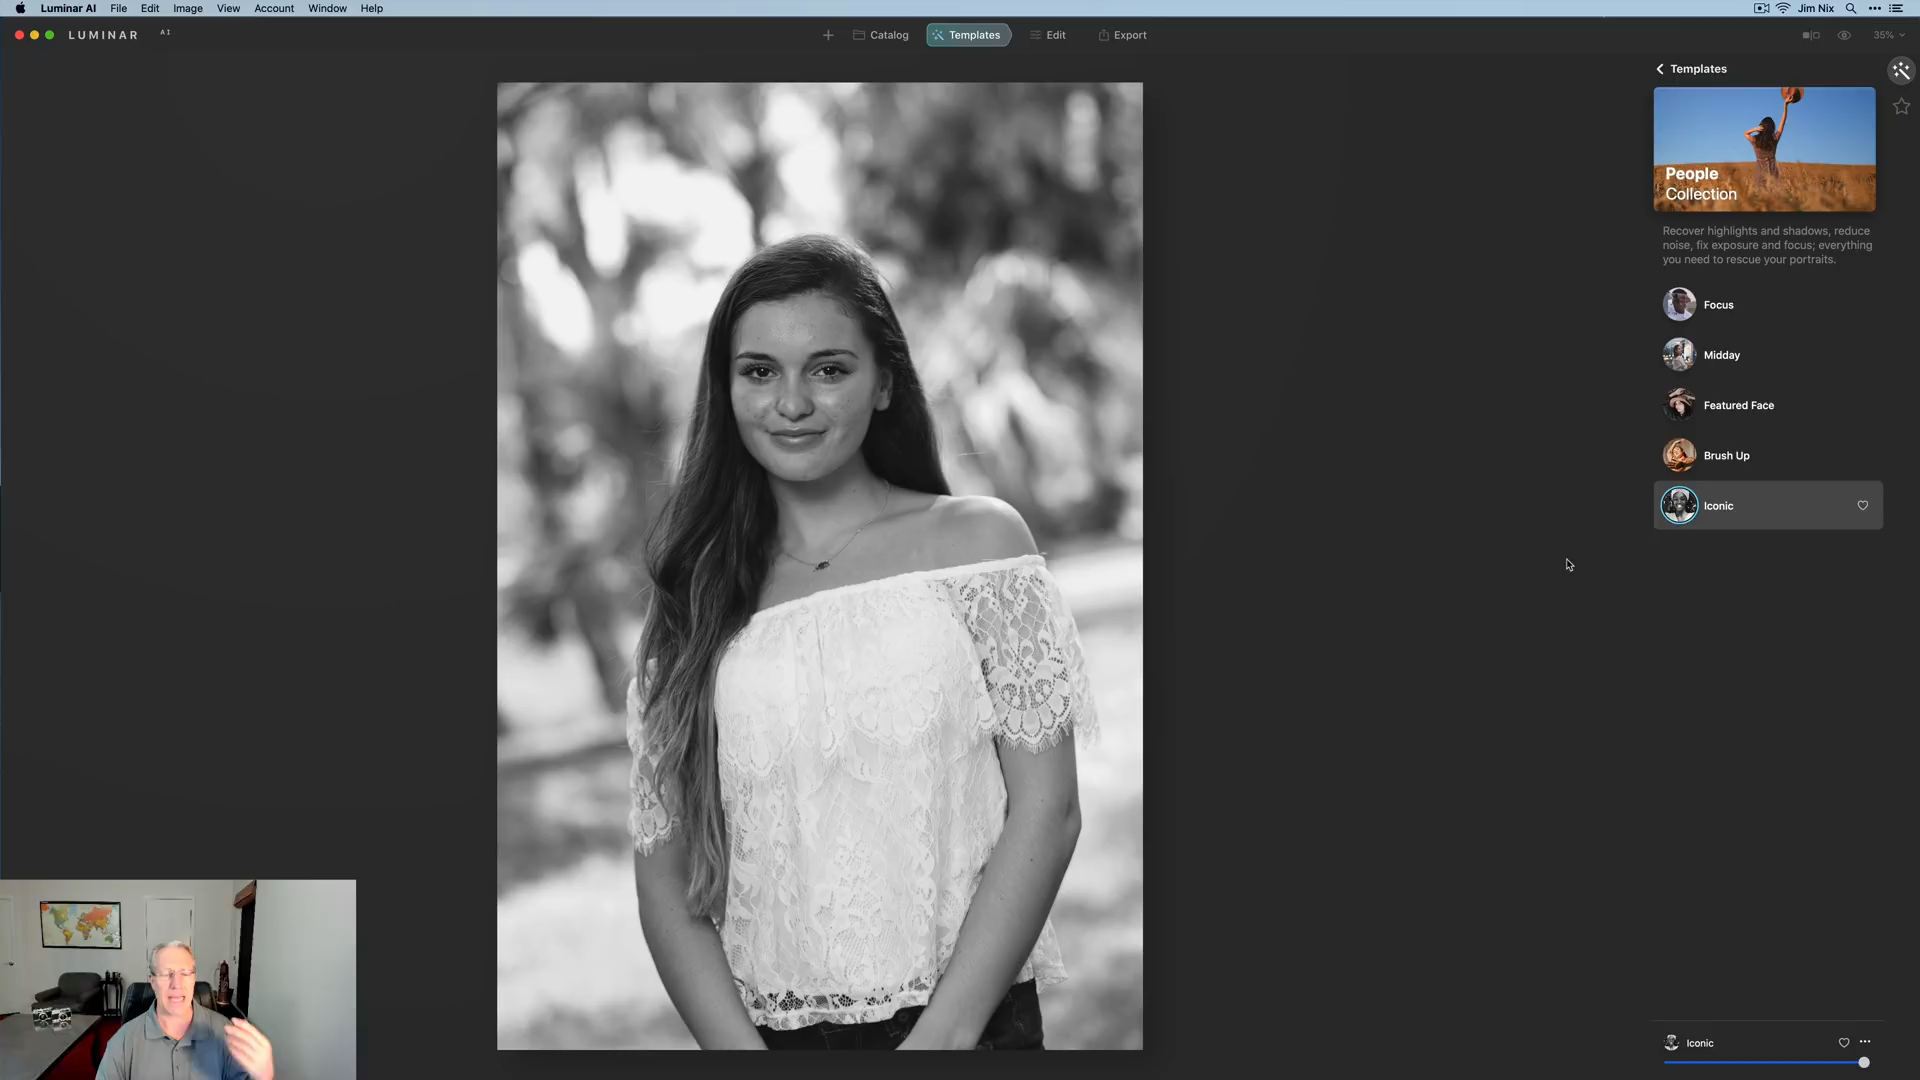 Luminar AI File Edit Image View Account Window Help Jim Nix
LUMINAR AI
Catalog Templates Edit Export 35%
Templates
People
Collection
Recover highlights and shadows, reduce
noise, fix exposure and focus; everything
you need to rescue your portraits.
Focus
Midday
Featured Face
Brush Up
Iconic
Iconic